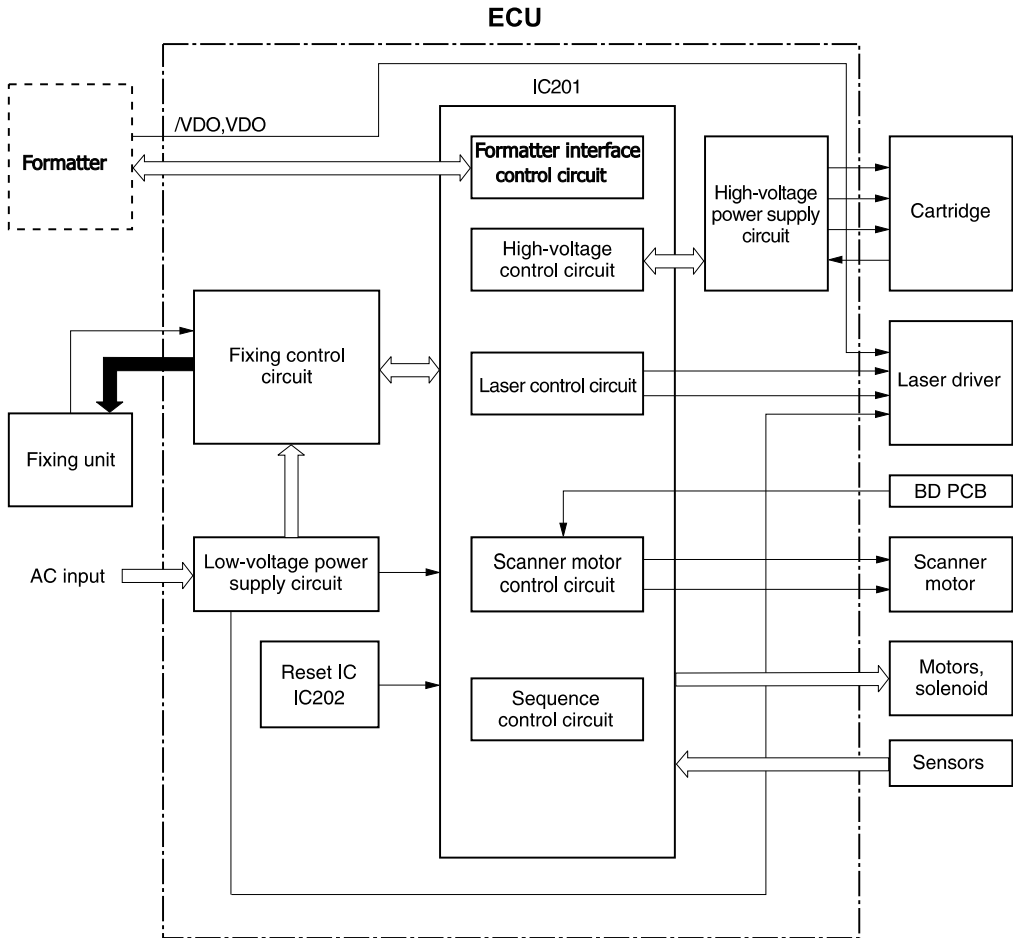 ECU
IC201
/VDO,VDO
Formatter
Formatter interface
control circuit
High-voltage
power supply
circuit
Cartridge
High-voltage
control circuit
Fixing control
circuit
Laser control circuit
Laser driver
Fixing unit
BD PCB
AC input
Low-voltage power
supply circuit
Scanner motor
control circuit
Scanner
motor
Reset IC
IC202
Sequence
control circuit
Motors,
solenoid
Sensors